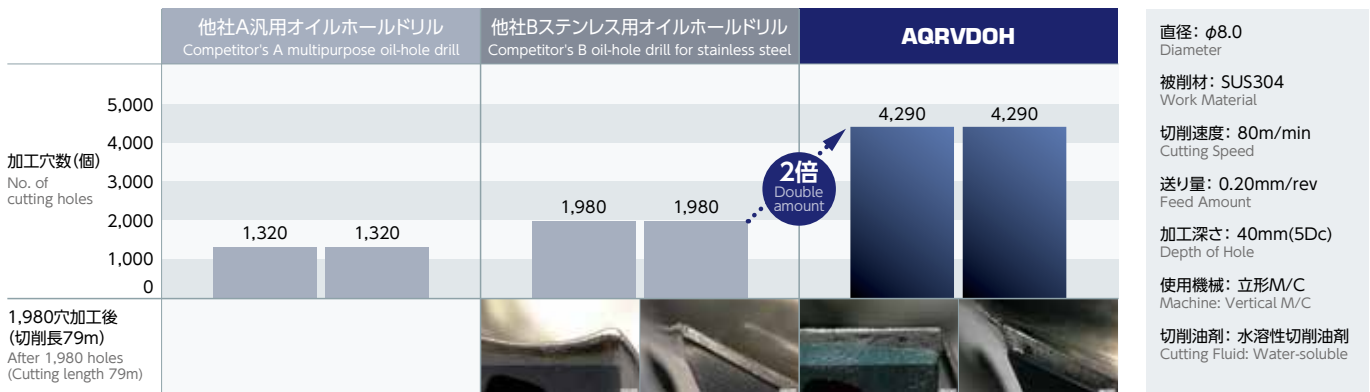 他社A汎用オイルホールドリル
Competitor's A multipurpose oil-hole drill
他社Bステンレス用オイルホールドリル
Competitor's B oil-hole drill for stainless steel
AQRVDOH
加工穴数(個)
No. of
cutting holes
5,000
4,000
3,000
2,000
1,000
0
1,320
1,320
1,980
1,980
2倍
Double
amount
4,290
4,290
1,980穴加工後
(切削長79m)
After 1,980 holes
(Cutting length 79m)
直径: φ8.0
Diameter
被削材: SUS304
Work Material
切削速度: 80m/min
Cutting Speed
送り量: 0.20mm/rev
Feed Amount
加工深さ: 40mm(5Dc)
Depth of Hole
使用機械: 立形M/C
Machine: Vertical M/C
切削油剤: 水溶性切削油剤
Cutting Fluid: Water-soluble